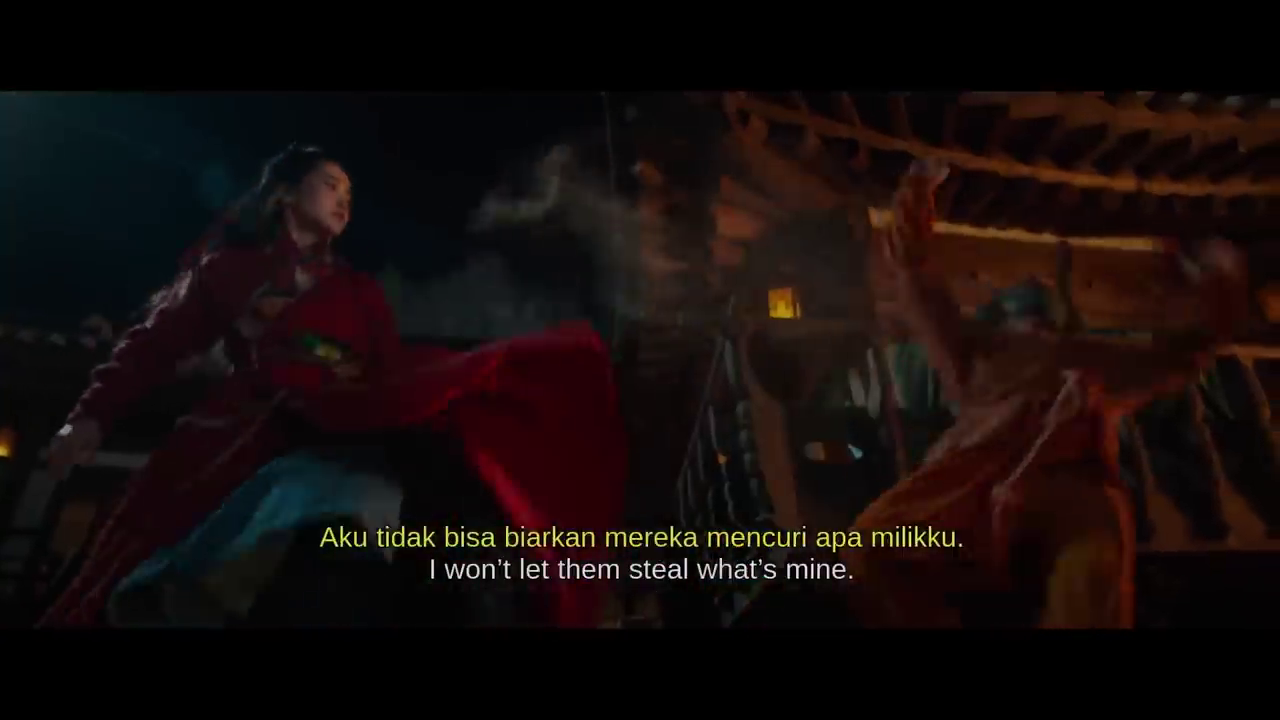 Aku tidak bisa biarkan mereka mencuri apa milikku.
I won’t let them steal what’s mine.